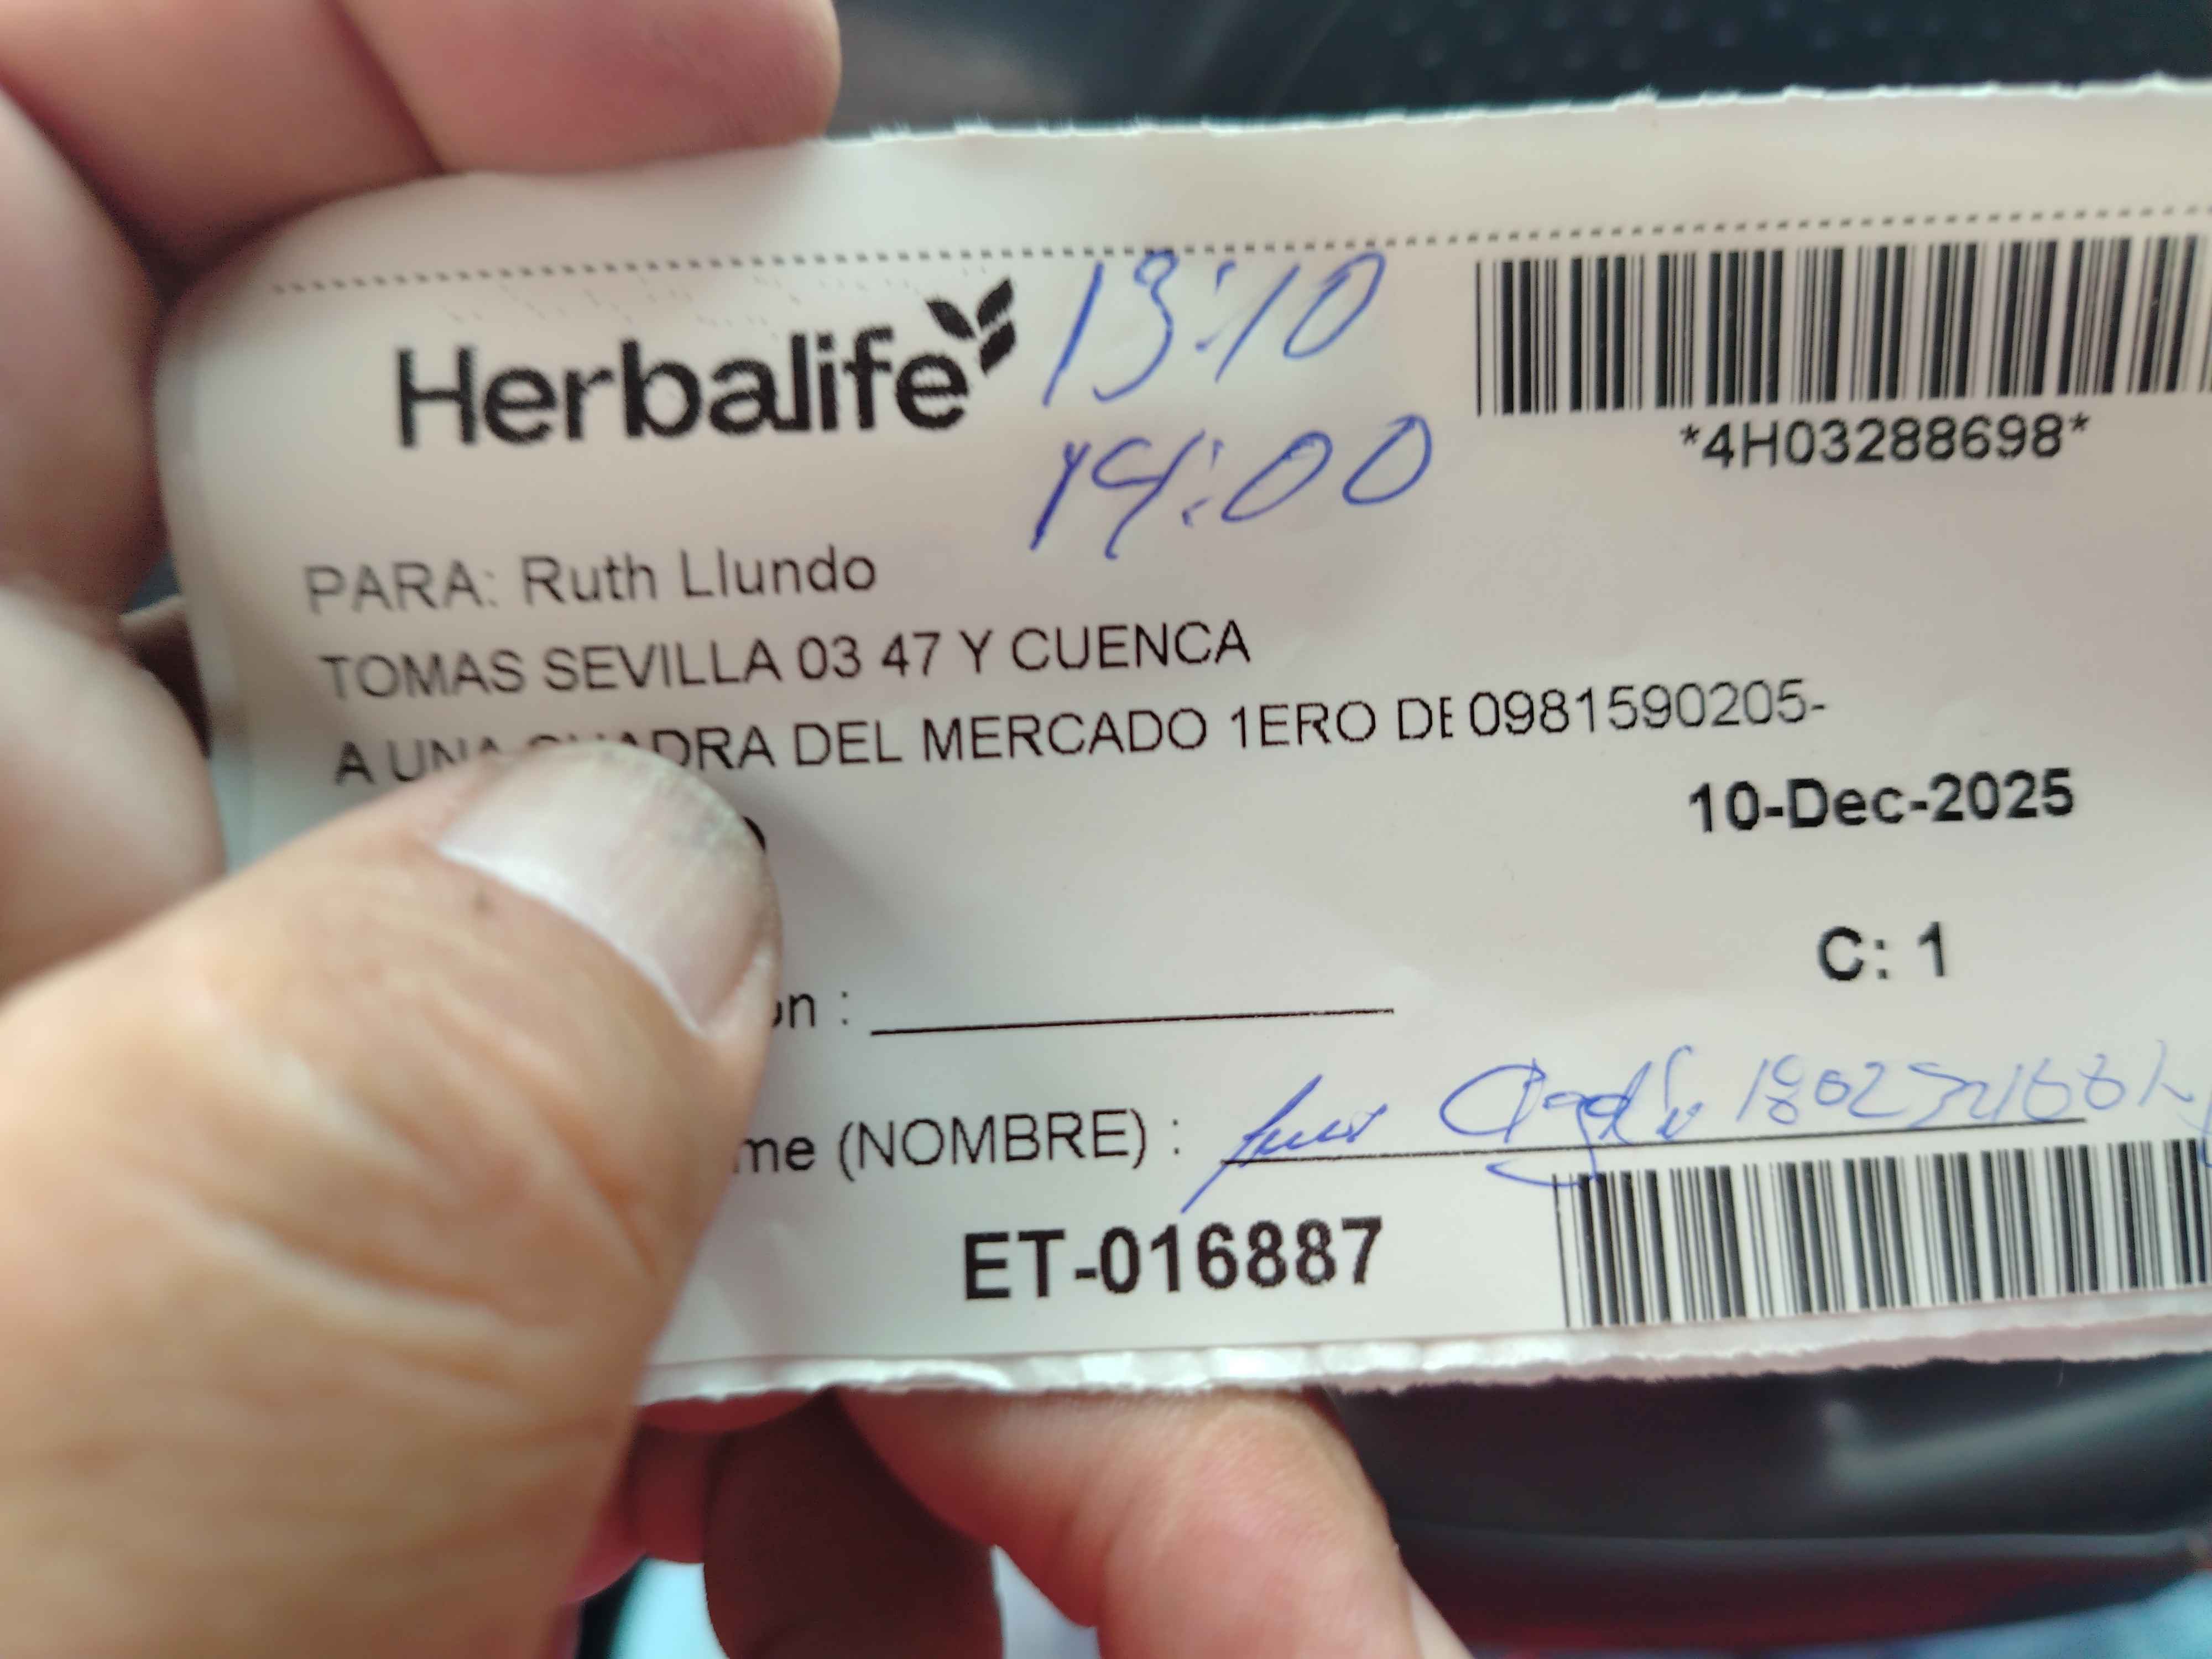 Herbalife
13:10
14:00
*4H03288698*
PARA: Ruth Llundo
TOMAS SEVILLA 03 47 Y CUENCA
A UNA CUADRA DEL MERCADO 1ERO DE 0981590205-
10-Dec-2025
C: 1
me (NOMBRE) :
ET-016887